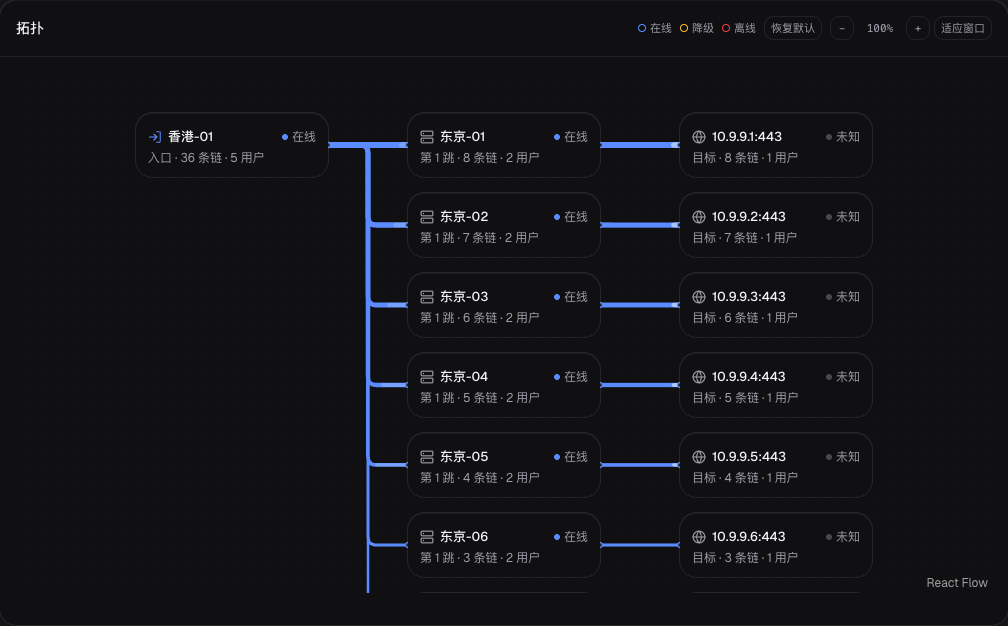 拓扑
在线 降级 离线 恢复默认 − 100% + 适应窗口
香港-01 在线
入口 · 36 条链 · 5 用户
东京-01 在线
第 1 跳 · 8 条链 · 2 用户
10.9.9.1:443 未知
目标 · 8 条链 · 1 用户
东京-02 在线
第 1 跳 · 7 条链 · 2 用户
10.9.9.2:443 未知
目标 · 7 条链 · 1 用户
东京-03 在线
第 1 跳 · 6 条链 · 2 用户
10.9.9.3:443 未知
目标 · 6 条链 · 1 用户
东京-04 在线
第 1 跳 · 5 条链 · 2 用户
10.9.9.4:443 未知
目标 · 5 条链 · 1 用户
东京-05 在线
第 1 跳 · 4 条链 · 2 用户
10.9.9.5:443 未知
目标 · 4 条链 · 1 用户
东京-06 在线
第 1 跳 · 3 条链 · 2 用户
10.9.9.6:443 未知
目标 · 3 条链 · 1 用户
React Flow